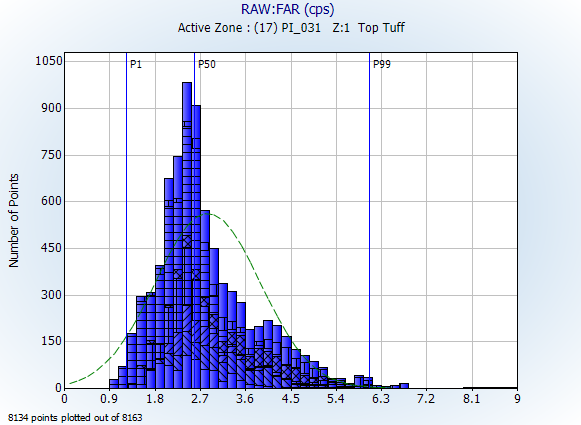 RAW:FAR (cps)
Active Zone : (17) PI_031 Z:1 Top Tuff
P1 P50 P99
1050
900
750
600
450
300
150
0
Number of Points
0 0.9 1.8 2.7 3.6 4.5 5.4 6.3 7.2 8.1 9
8134 points plotted out of 8163